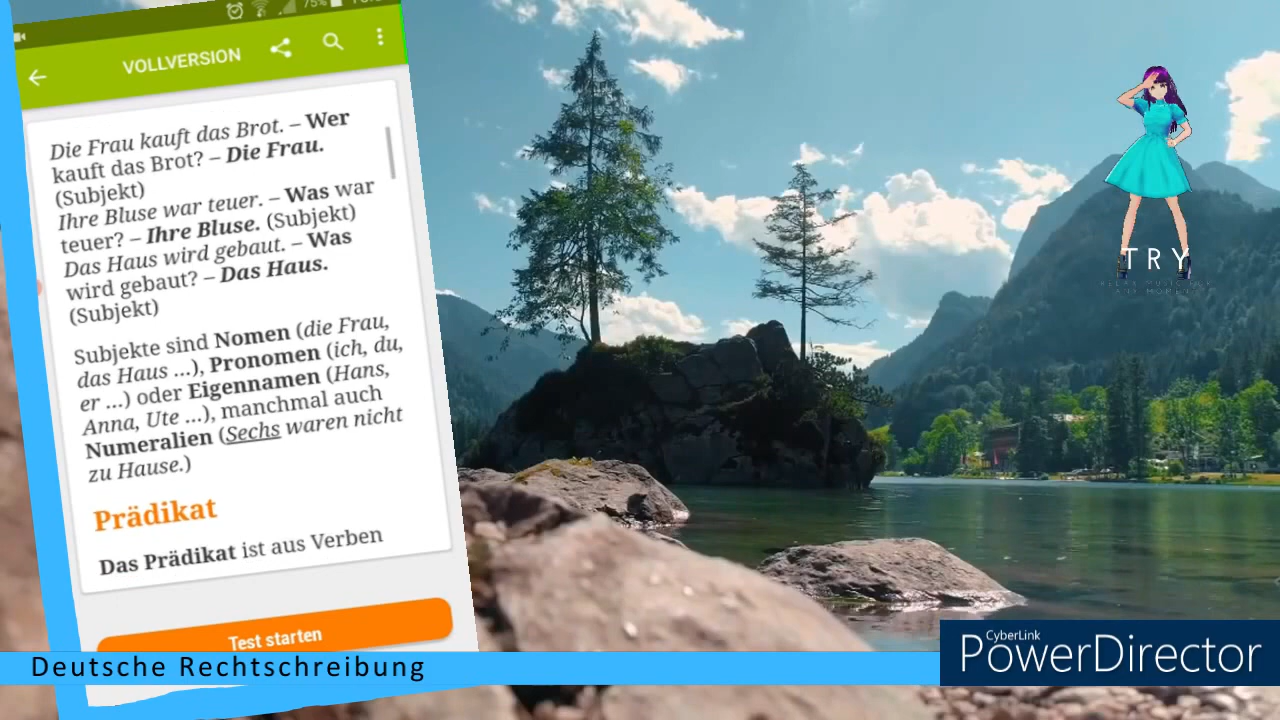 75%
VOLLVERSION
Die Frau kauft das Brot. – Wer
kauft das Brot? – Die Frau.
(Subjekt)
Ihre Bluse war teuer. – Was war
teuer? – Ihre Bluse. (Subjekt)
Das Haus wird gebaut. – Was
wird gebaut? – Das Haus.
(Subjekt)
Subjekte sind Nomen (die Frau,
das Haus ...), Pronomen (ich, du,
er ...) oder Eigennamen (Hans,
Anna, Ute ...), manchmal auch
Numeralien (Sechs waren nicht
zu Hause.)
Prädikat
Das Prädikat ist aus Verben
Test starten
Deutsche Rechtschreibung
TRY
CyberLink
PowerDirector